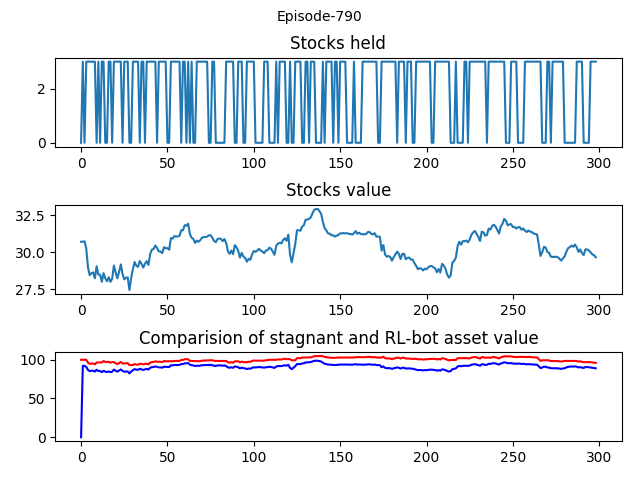 Episode-790
Stocks held
2
0
0 50 100 150 200 250 300
Stocks value
32.5
30.0
27.5
0 50 100 150 200 250 300
Comparision of stagnant and RL-bot asset value
100
50
0
0 50 100 150 200 250 300